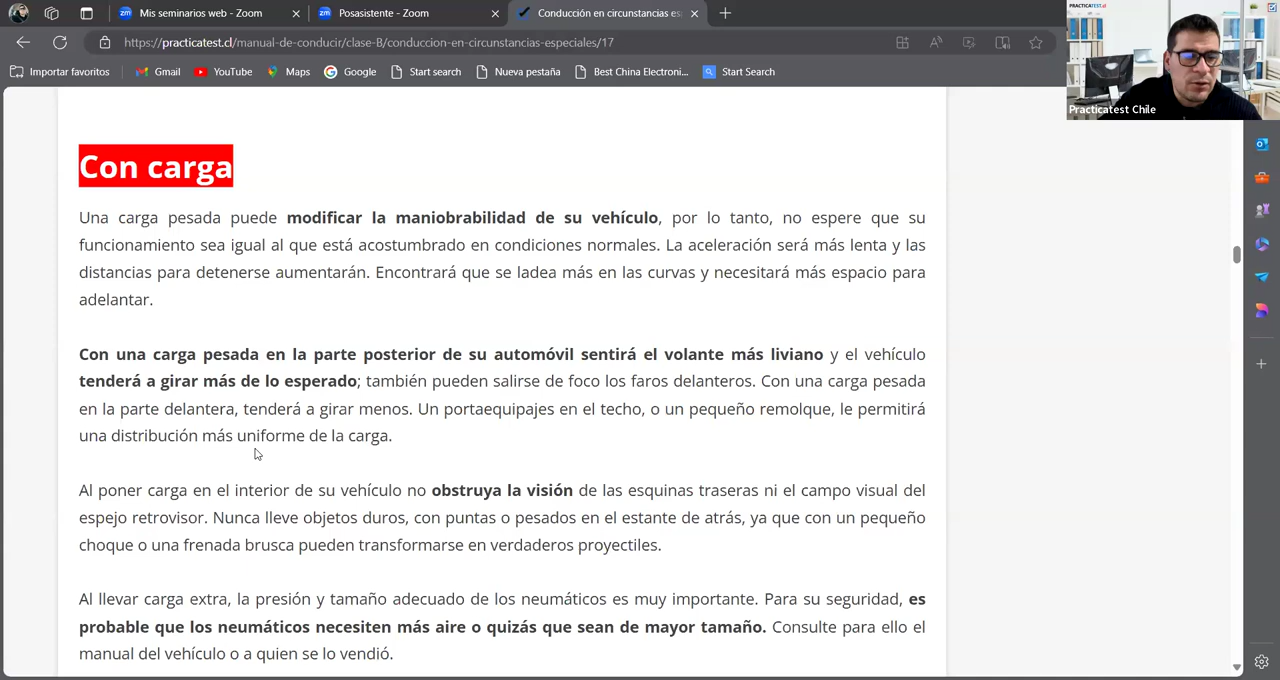 Mis seminarios web - Zoom
Posasistente - Zoom
Conducción en circunstancias es
https://practicatest.cl/manual-de-conducir/clase-B/conduccion-en-circunstancias-especiales/17
Importar favoritos
Gmail
YouTube
Maps
Google
Start search
Nueva pestaña
Best China Electroni...
Start Search
PRACTICATEST.cl
Practicatest Chile
Con carga
Una carga pesada puede modificar la maniobrabilidad de su vehículo, por lo tanto, no espere que su
funcionamiento sea igual al que está acostumbrado en condiciones normales. La aceleración será más lenta y las
distancias para detenerse aumentarán. Encontrará que se ladea más en las curvas y necesitará más espacio para
adelantar.
Con una carga pesada en la parte posterior de su automóvil sentirá el volante más liviano y el vehículo
tenderá a girar más de lo esperado; también pueden salirse de foco los faros delanteros. Con una carga pesada
en la parte delantera, tenderá a girar menos. Un portaequipajes en el techo, o un pequeño remolque, le permitirá
una distribución más uniforme de la carga.
Al poner carga en el interior de su vehículo no obstruya la visión de las esquinas traseras ni el campo visual del
espejo retrovisor. Nunca lleve objetos duros, con puntas o pesados en el estante de atrás, ya que con un pequeño
choque o una frenada brusca pueden transformarse en verdaderos proyectiles.
Al llevar carga extra, la presión y tamaño adecuado de los neumáticos es muy importante. Para su seguridad, es
probable que los neumáticos necesiten más aire o quizás que sean de mayor tamaño. Consulte para ello el
manual del vehículo o a quien se lo vendió.